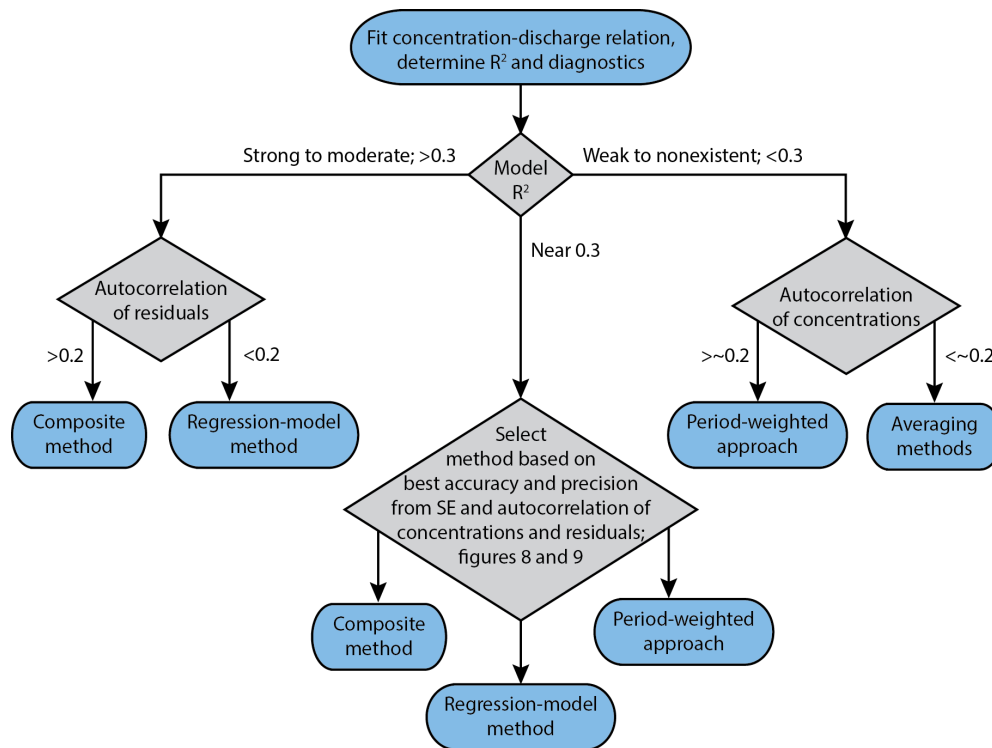 Fit concentration-discharge relation,
determine R² and diagnostics
Strong to moderate; >0.3
Weak to nonexistent; <0.3
Model
R²
Near 0.3
Autocorrelation
of residuals
Autocorrelation
of concentrations
>0.2
<0.2
>~0.2
<~0.2
Composite
method
Regression-model
method
Period-weighted
approach
Averaging
methods
Select
method based on
best accuracy and precision
from SE and autocorrelation of
concentrations and residuals;
figures 8 and 9
Composite
method
Period-weighted
approach
Regression-model
method